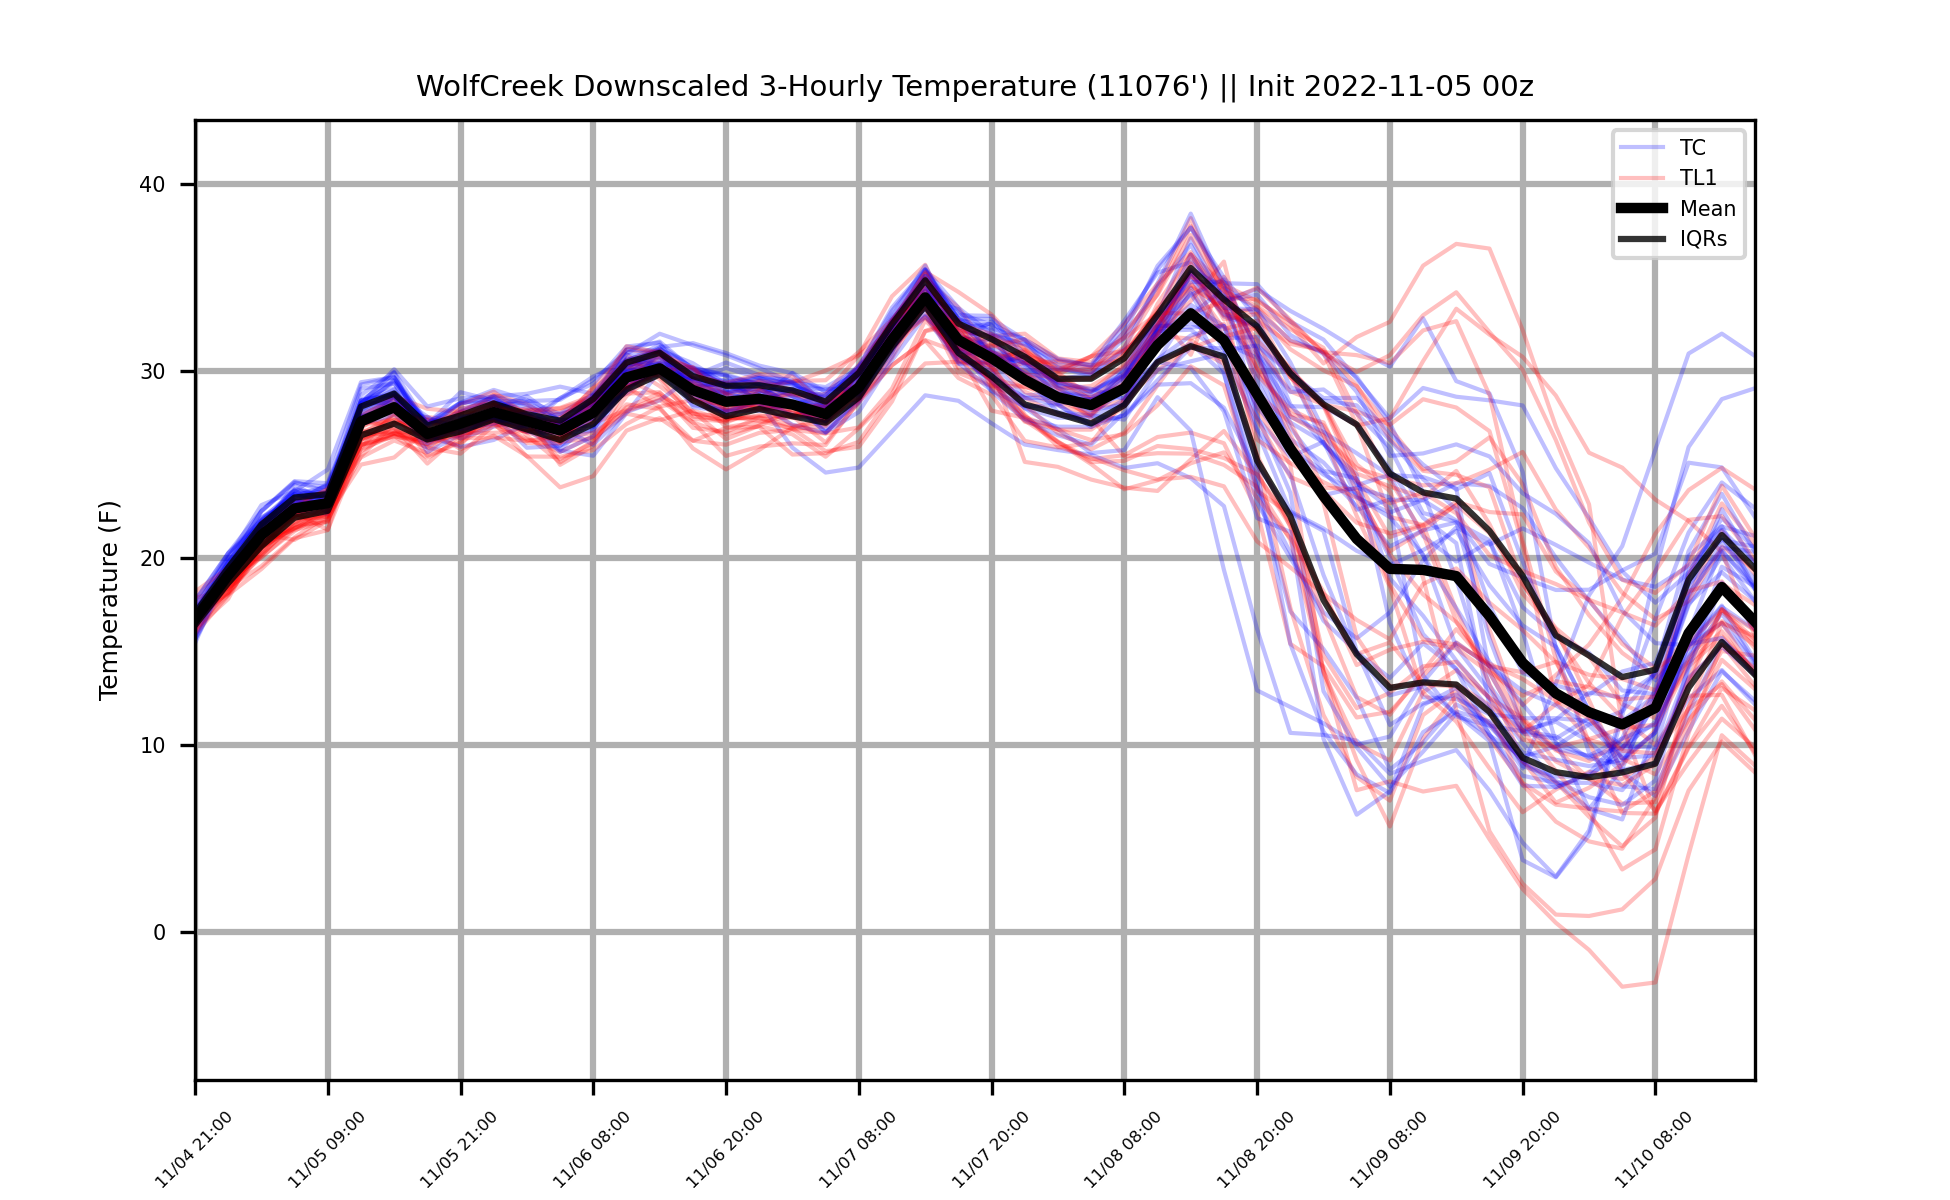 WolfCreek Downscaled 3-Hourly Temperature (11076') || Init 2022-11-05 00z
TC
TL1
Mean
IQRs
Temperature (F)
40
30
20
10
0
11/04 21:00
11/05 09:00
11/05 21:00
11/06 08:00
11/06 20:00
11/07 08:00
11/07 20:00
11/08 08:00
11/08 20:00
11/09 08:00
11/09 20:00
11/10 08:00